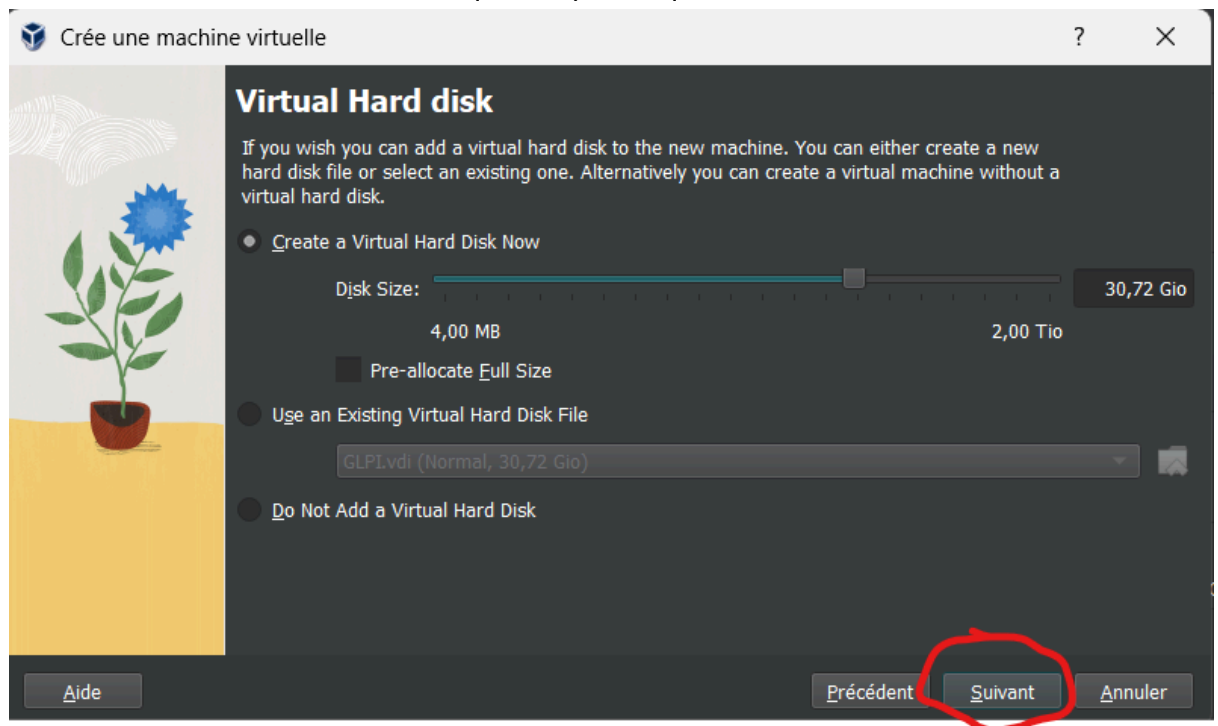 Crée une machine virtuelle
?
Virtual Hard disk
If you wish you can add a virtual hard disk to the new machine. You can either create a new
hard disk file or select an existing one. Alternatively you can create a virtual machine without a
virtual hard disk.
Create a Virtual Hard Disk Now
Disk Size:
30,72 Gio
4,00 MB
2,00 Tio
Pre-allocate Full Size
Use an Existing Virtual Hard Disk File
GLPI.vdi (Normal, 30,72 Gio)
Do Not Add a Virtual Hard Disk
Aide
Précédent
Suivant
Annuler